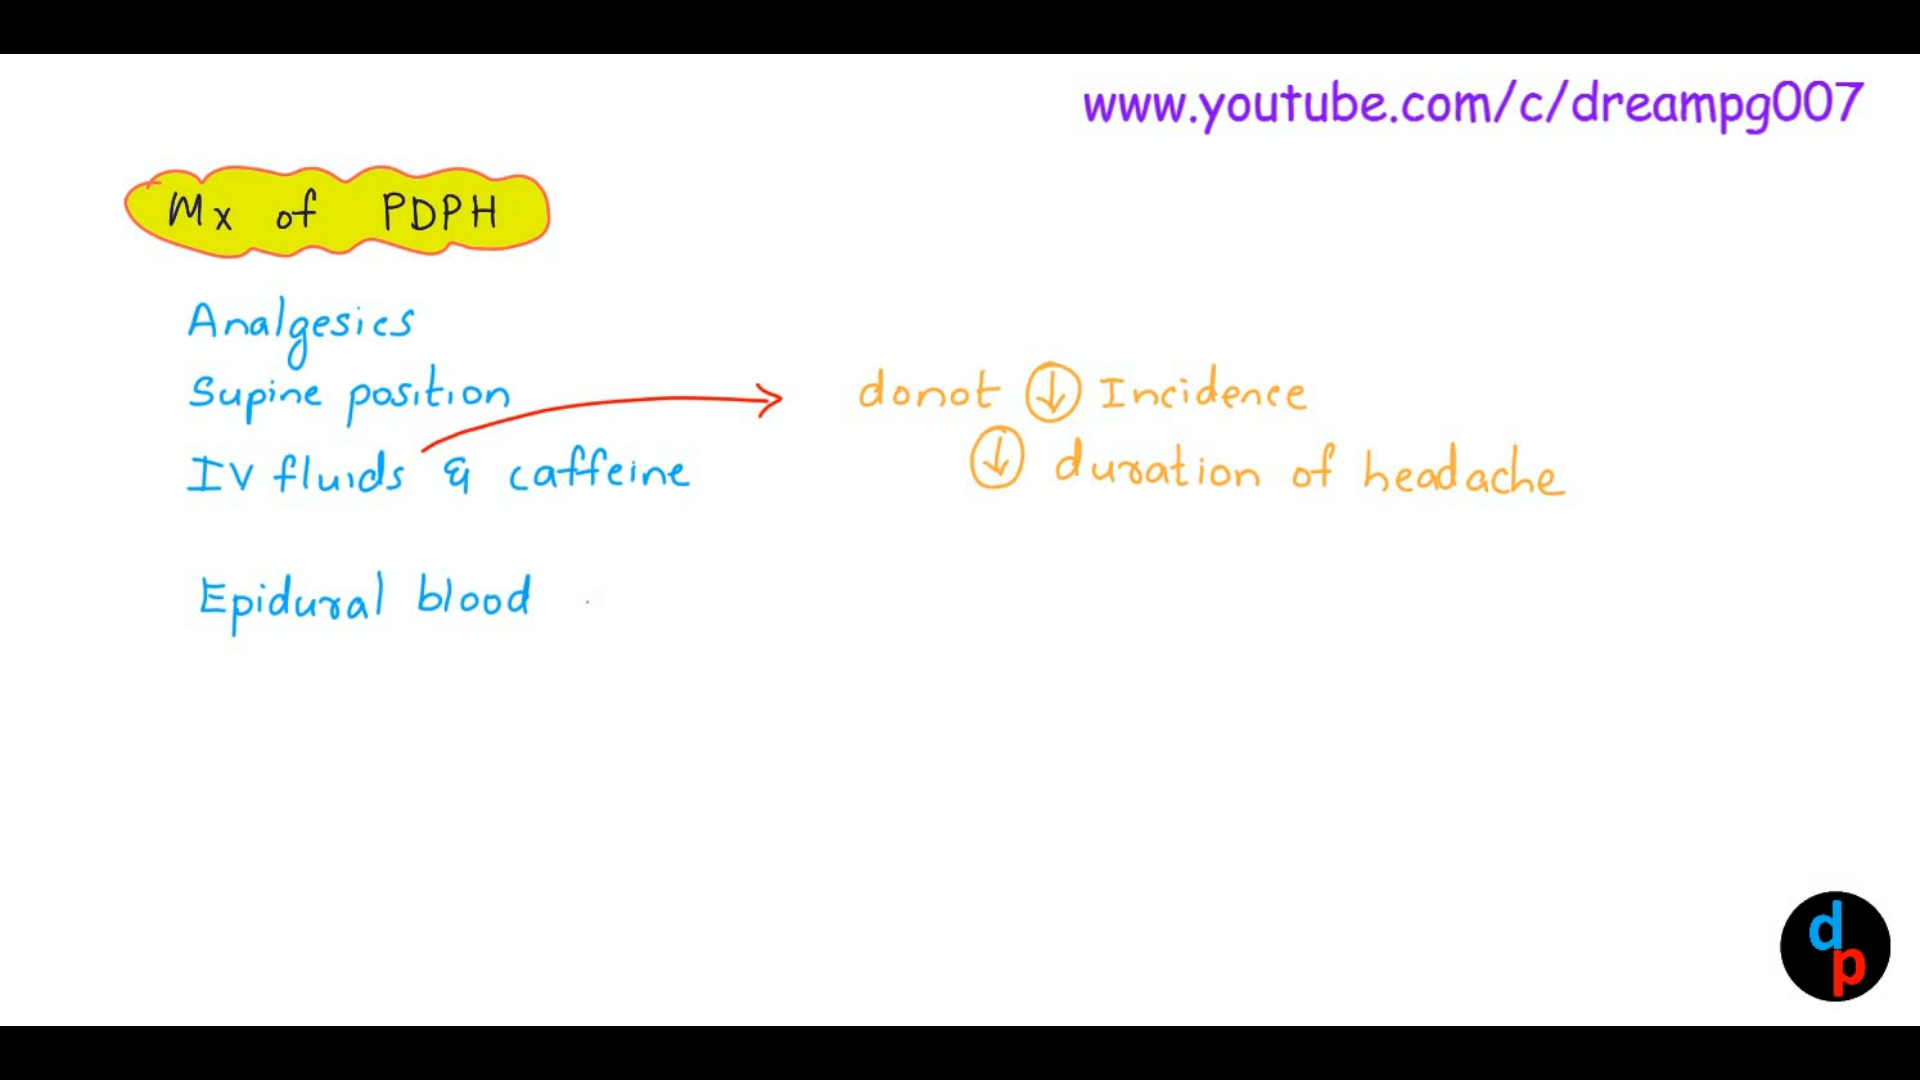 www.youtube.com/c/dreampg007
Mx of PDPH
Analgesics
Supine position
IV fluids & caffeine
donot ↓ Incidence
↓ duration of headache
Epidural blood
dp